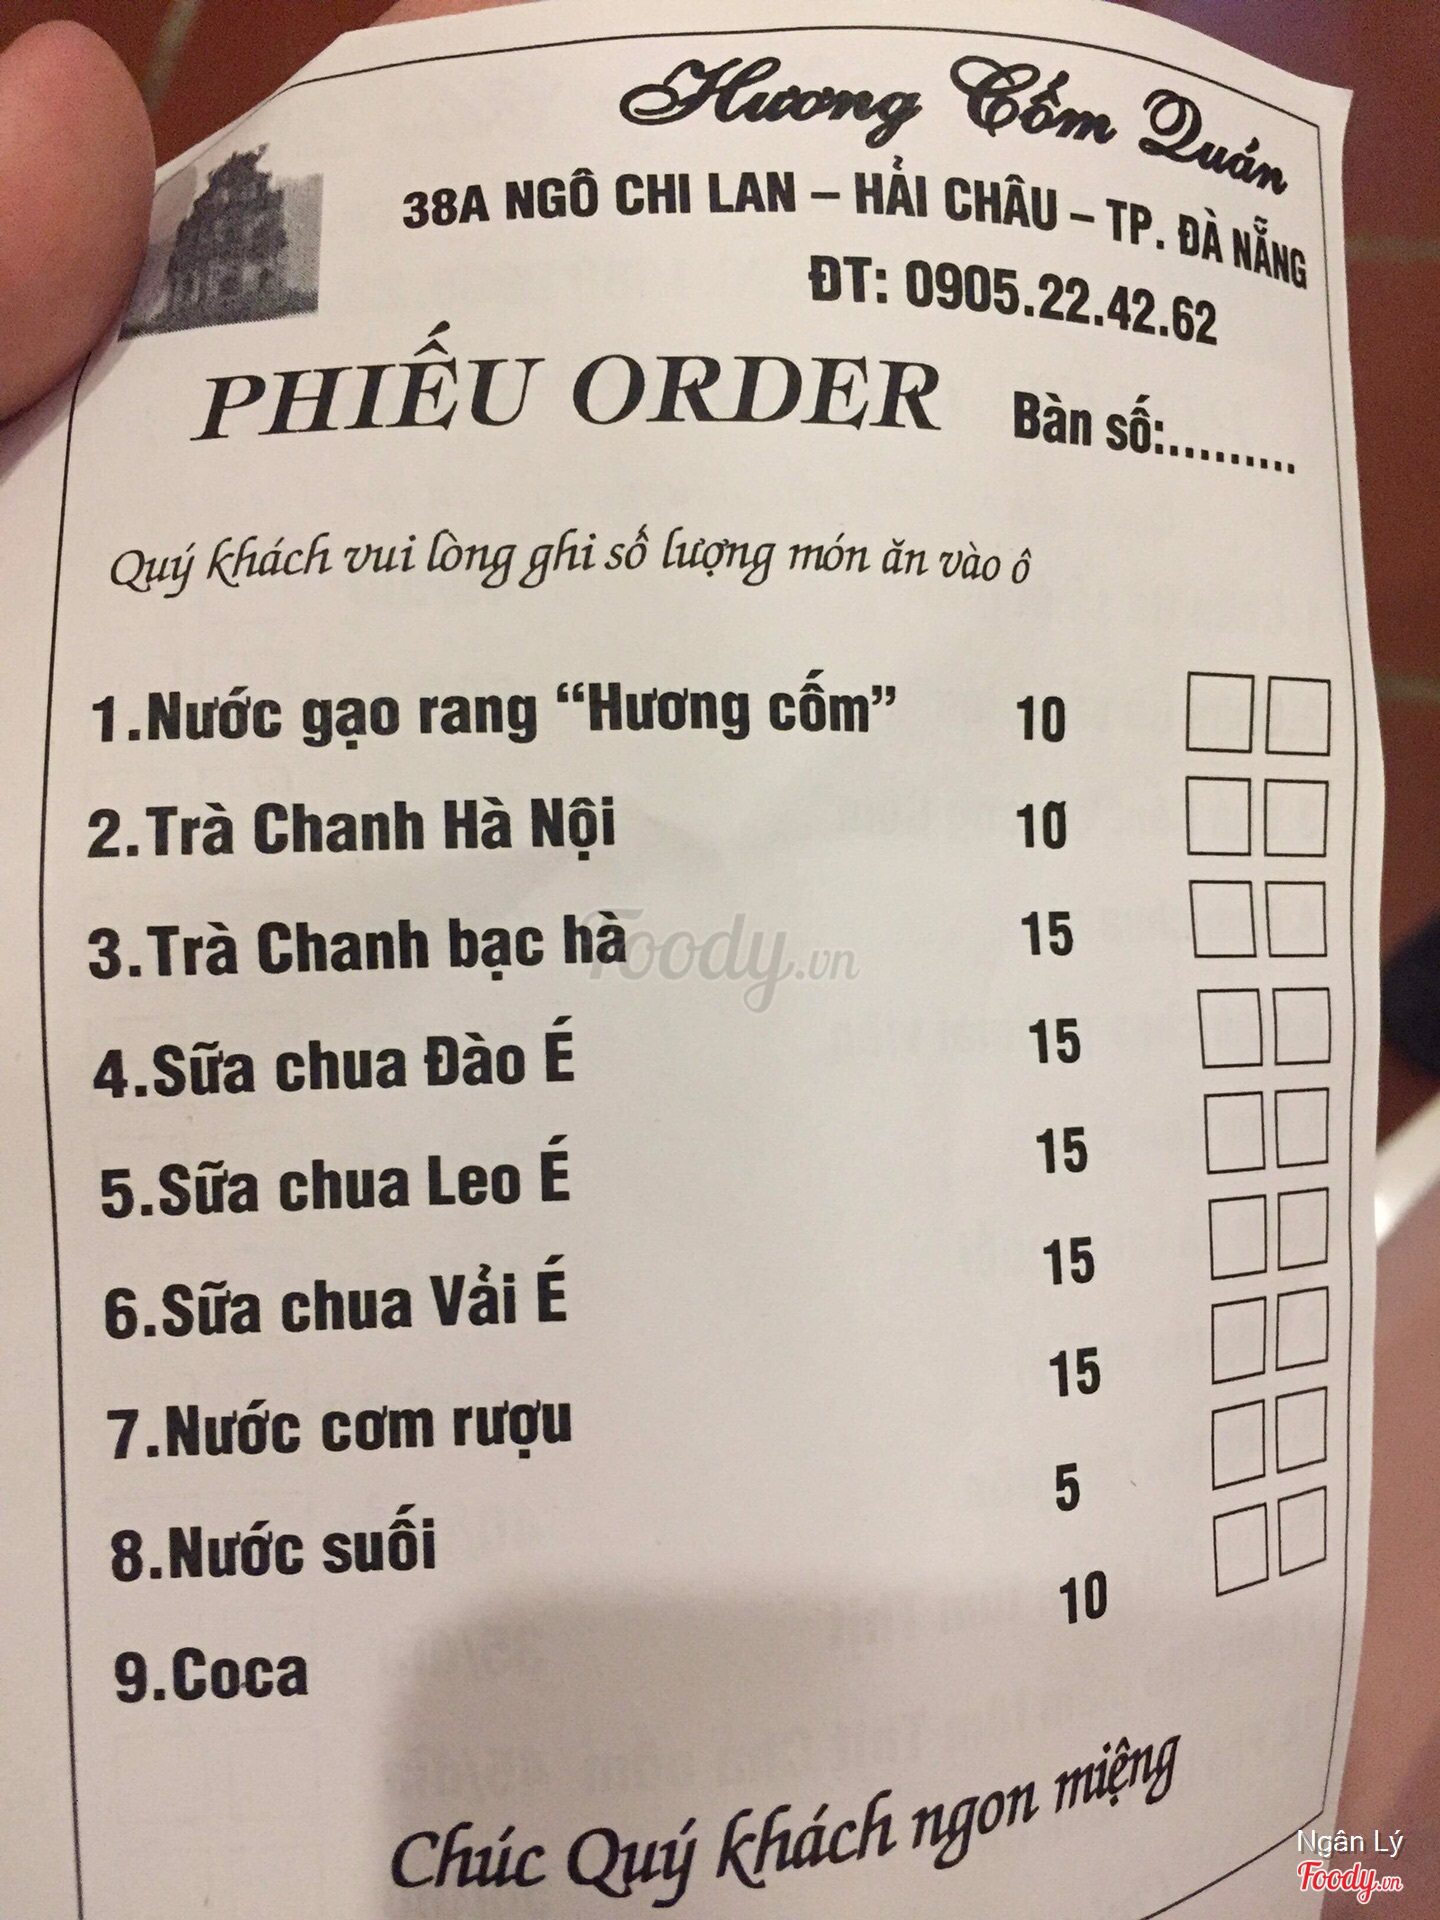 Hương Cốm Quán
38A NGÔ CHI LAN – HẢI CHÂU – TP. ĐÀ NẴNG
ĐT: 0905.22.42.62
PHIẾU ORDER Bàn số:..........
Quý khách vui lòng ghi số lượng món ăn vào ô
1.Nước gạo rang “Hương cốm” 10
2.Trà Chanh Hà Nội 10
3.Trà Chanh bạc hà 15
4.Sữa chua Đào É 15
5.Sữa chua Leo É 15
6.Sữa chua Vải É 15
7.Nước cơm rượu 15
8.Nước suối 5
9.Coca 10
Chúc Quý khách ngon miệng
Foody.vn
Ngân Lý
Foody.vn